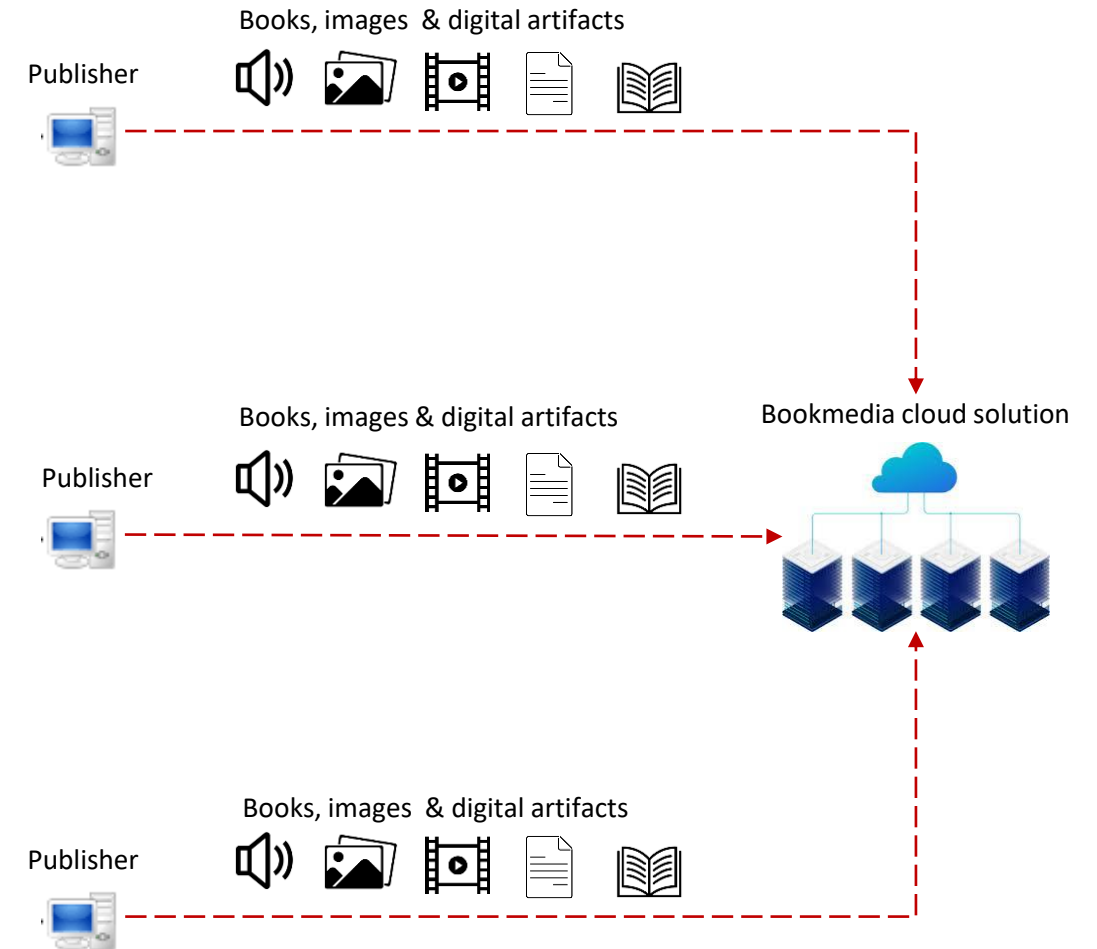 Books, images & digital artifacts
Publisher
Books, images & digital artifacts
Bookmedia cloud solution
Publisher
Books, images & digital artifacts
Publisher